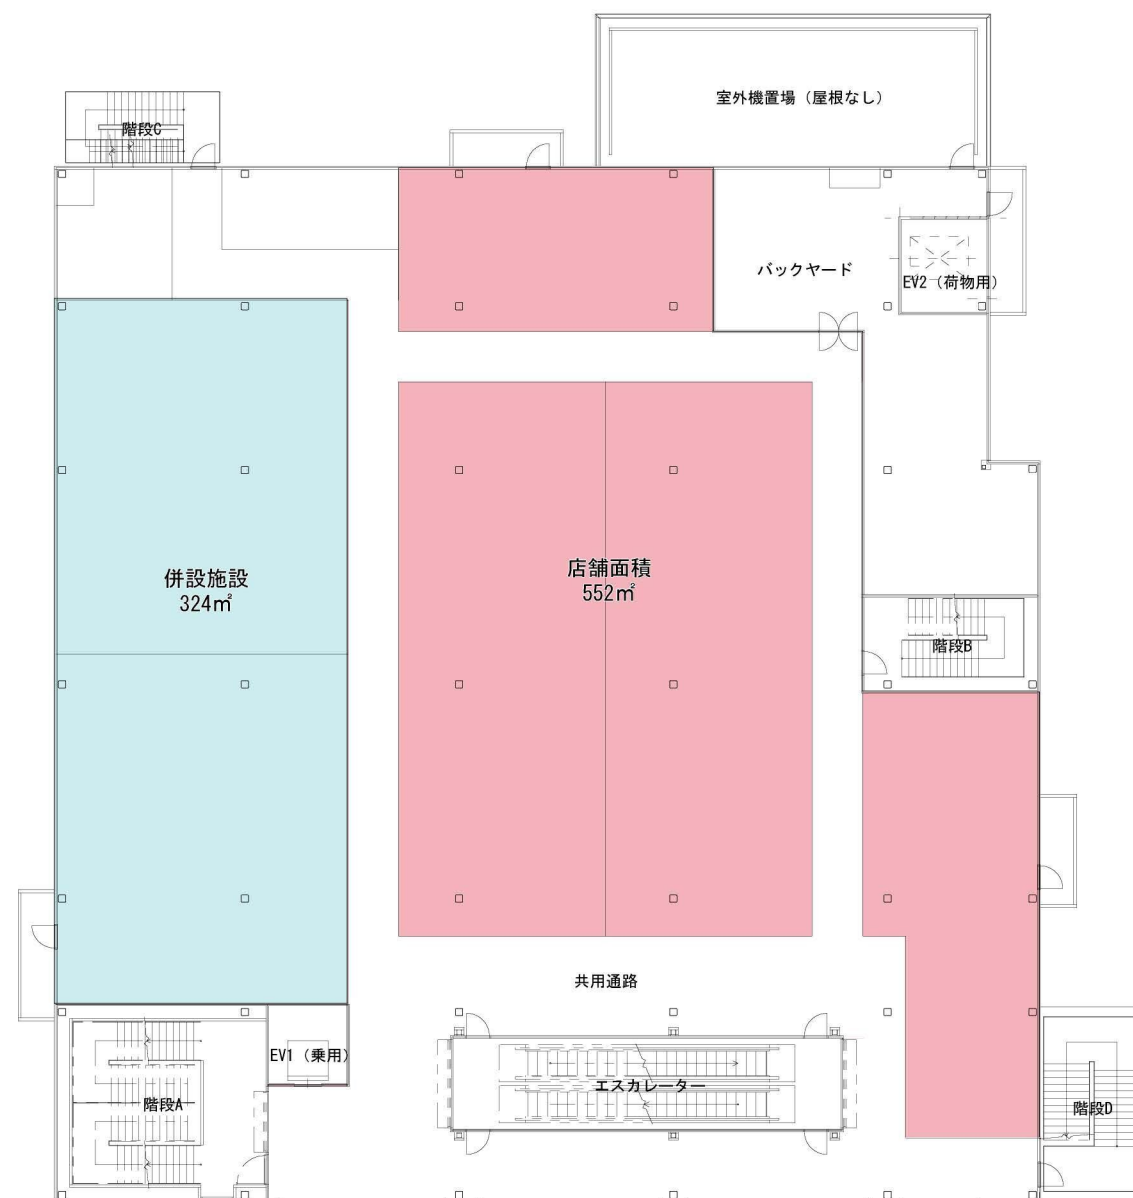 室外機置場（屋根なし）
階段C
バックヤード
EV2（荷物用）
併設施設
324㎡
店舗面積
552㎡
階段B
共用通路
EV1（乗用）
エスカレーター
階段A
階段D